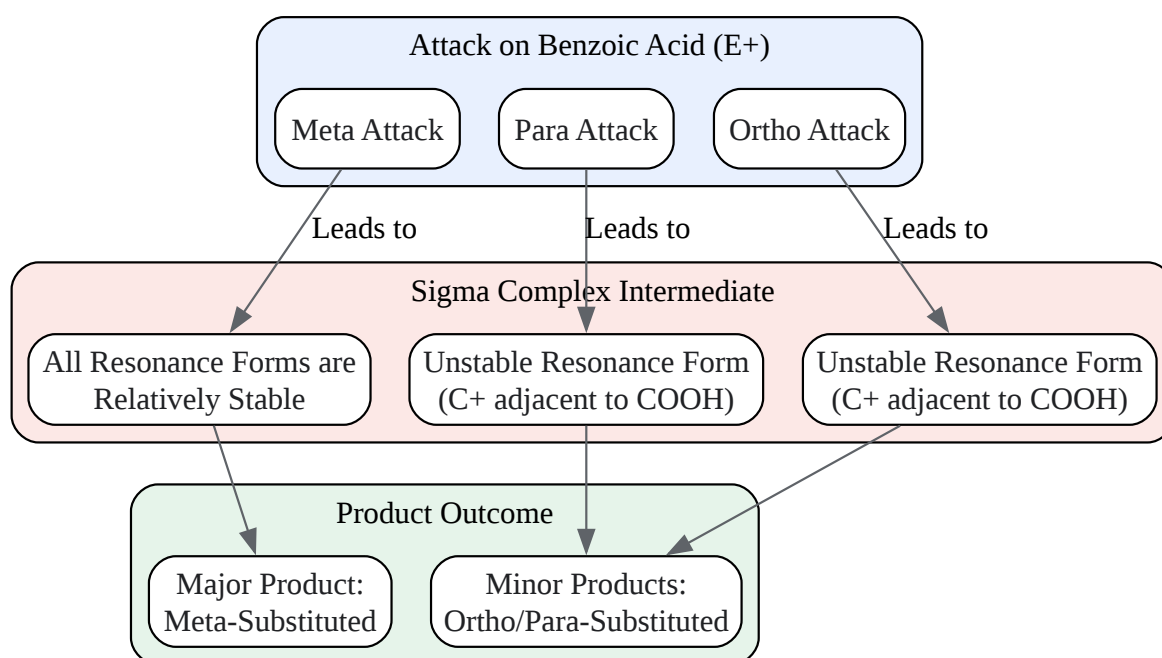 Attack on Benzoic Acid (E+)
Meta Attack
Para Attack
Ortho Attack
Leads to
Leads to
Leads to
Sigma Complex Intermediate
All Resonance Forms are
Relatively Stable
Unstable Resonance Form
(C+ adjacent to COOH)
Unstable Resonance Form
(C+ adjacent to COOH)
Product Outcome
Major Product:
Meta-Substituted
Minor Products:
Ortho/Para-Substituted